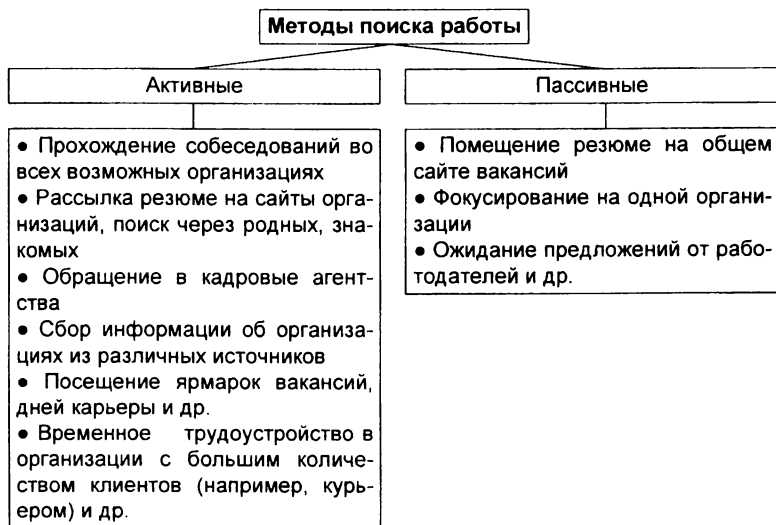 Методы поиска работы
Активные
Пассивные
● Прохождение собеседований во
всех возможных организациях
● Рассылка резюме на сайты орга-
низаций, поиск через родных, зна-
комых
● Обращение в кадровые агент-
ства
● Сбор информации об организа-
циях из различных источников
● Посещение ярмарок вакансий,
дней карьеры и др.
● Временное трудоустройство в
организации с большим количе-
ством клиентов (например, курь-
ером) и др.
● Помещение резюме на общем
сайте вакансий
● Фокусирование на одной органи-
зации
● Ожидание предложений от рабо-
тодателей и др.